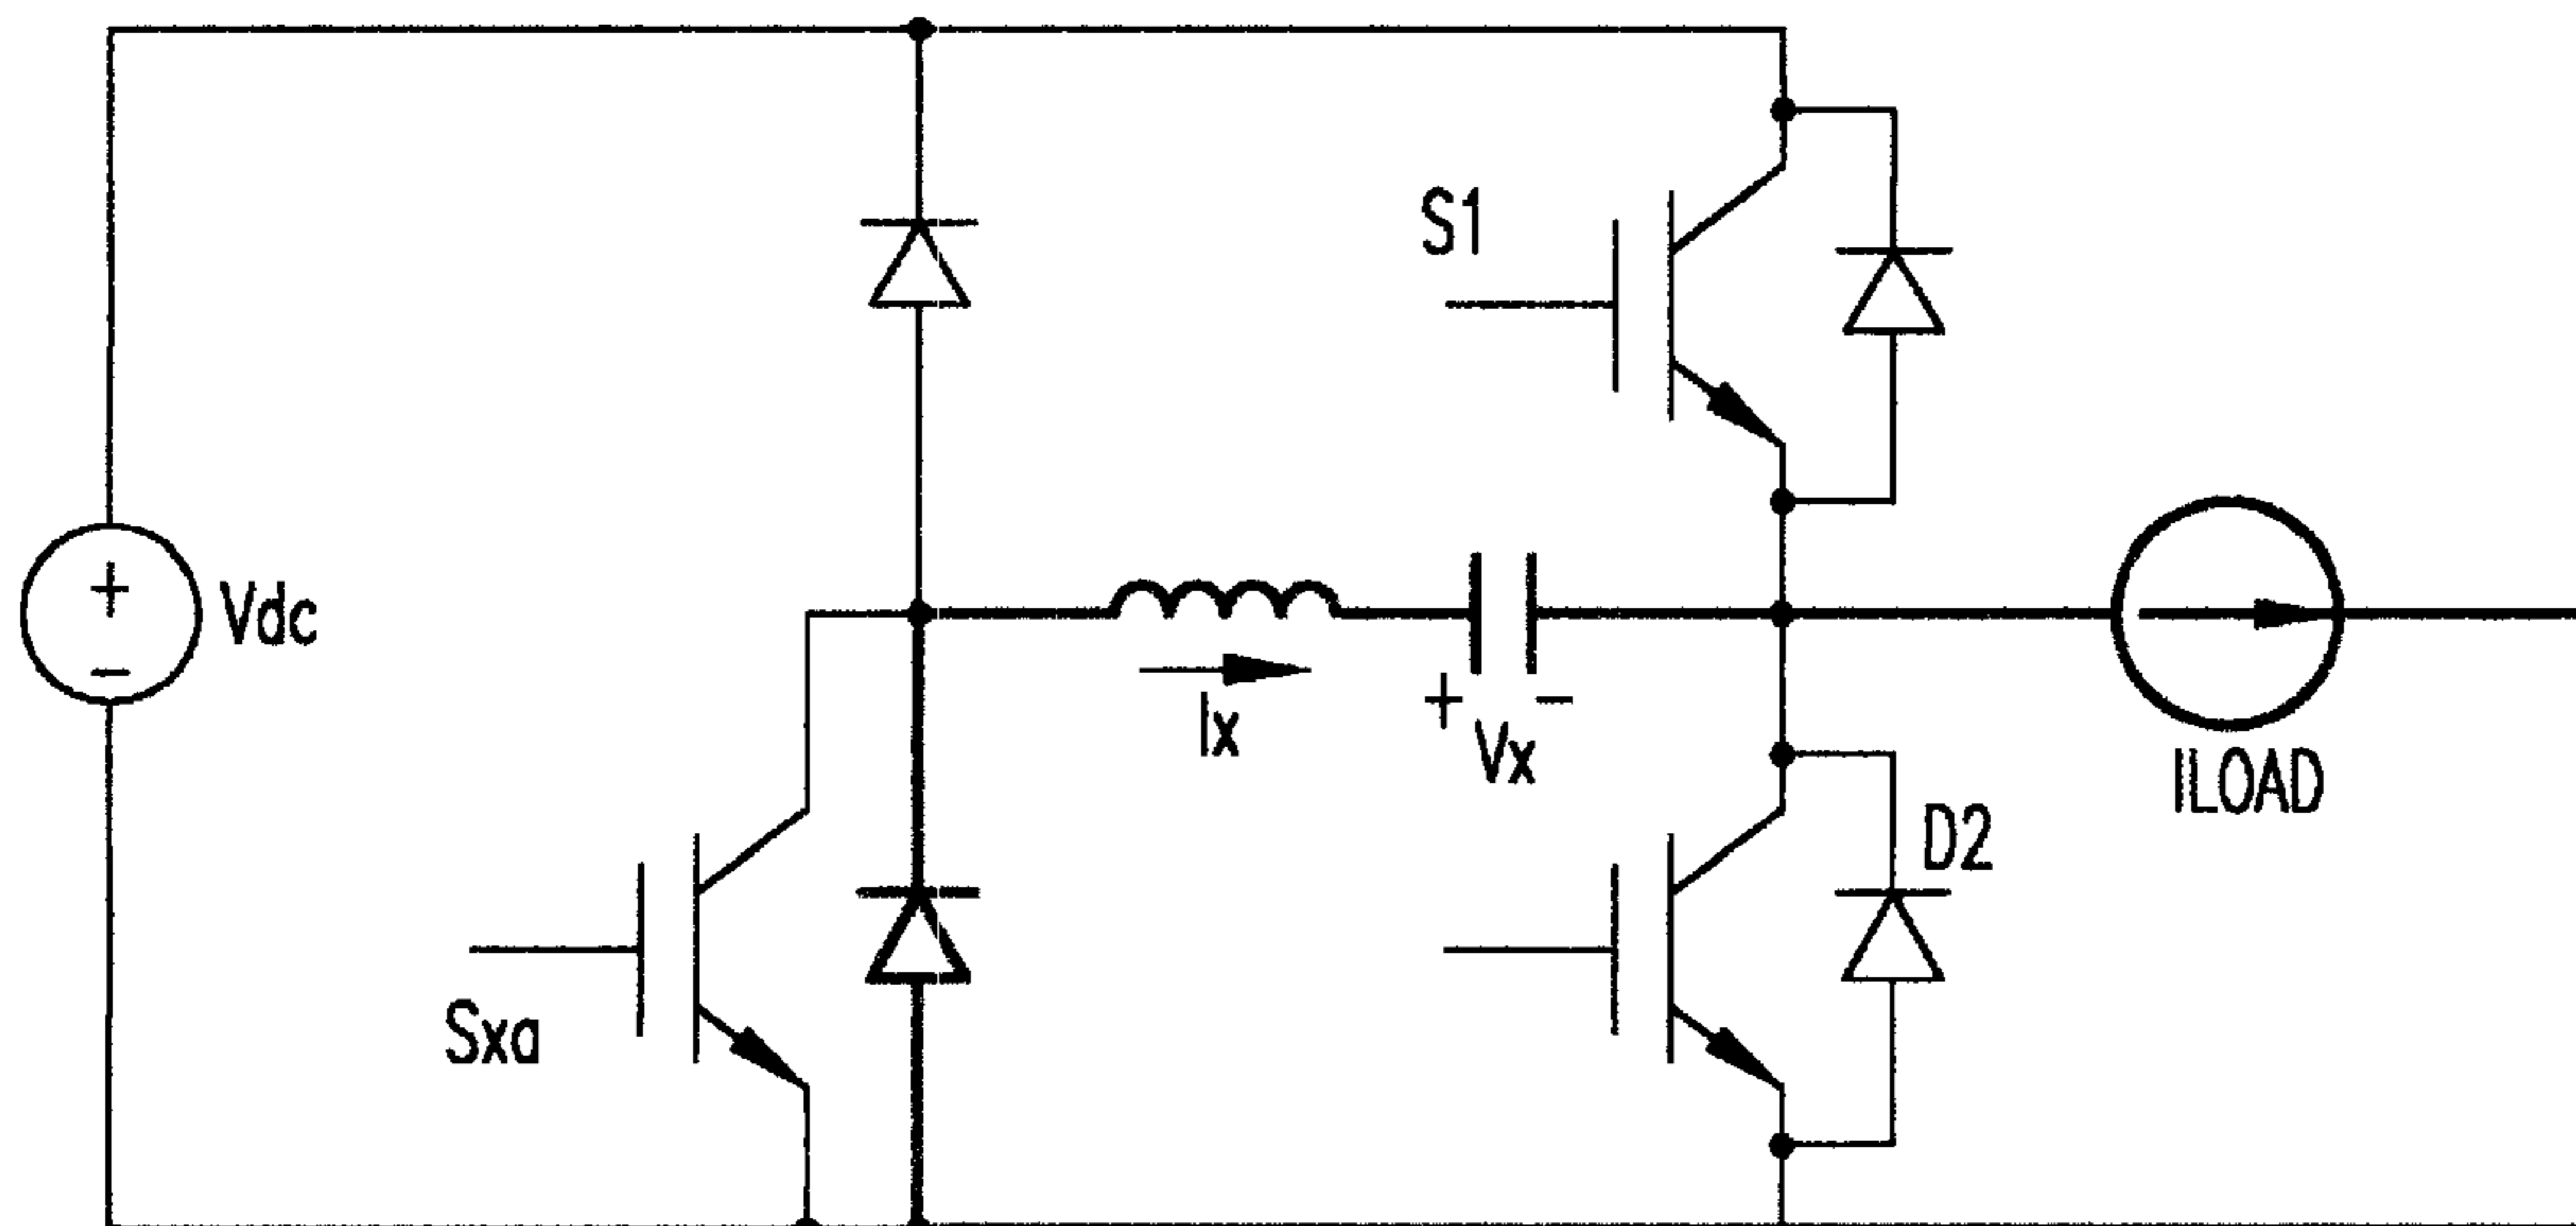 S1
+
-
Vdc
Ix
+ -
Vx
ILOAD
D2
Sxa